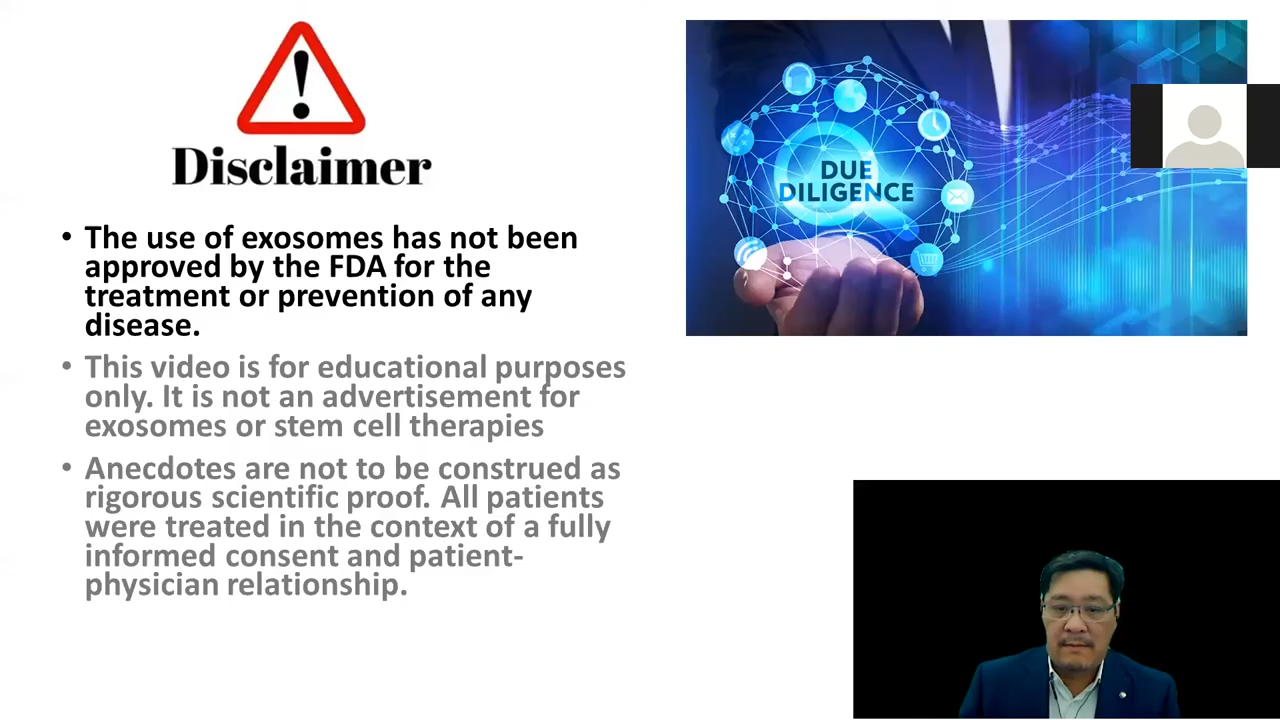 Disclaimer
• The use of exosomes has not been
approved by the FDA for the
treatment or prevention of any
disease.
• This video is for educational purposes
only. It is not an advertisement for
exosomes or stem cell therapies
• Anecdotes are not to be construed as
rigorous scientific proof. All patients
were treated in the context of a fully
informed consent and patient-
physician relationship.
DUE
DILIGENCE